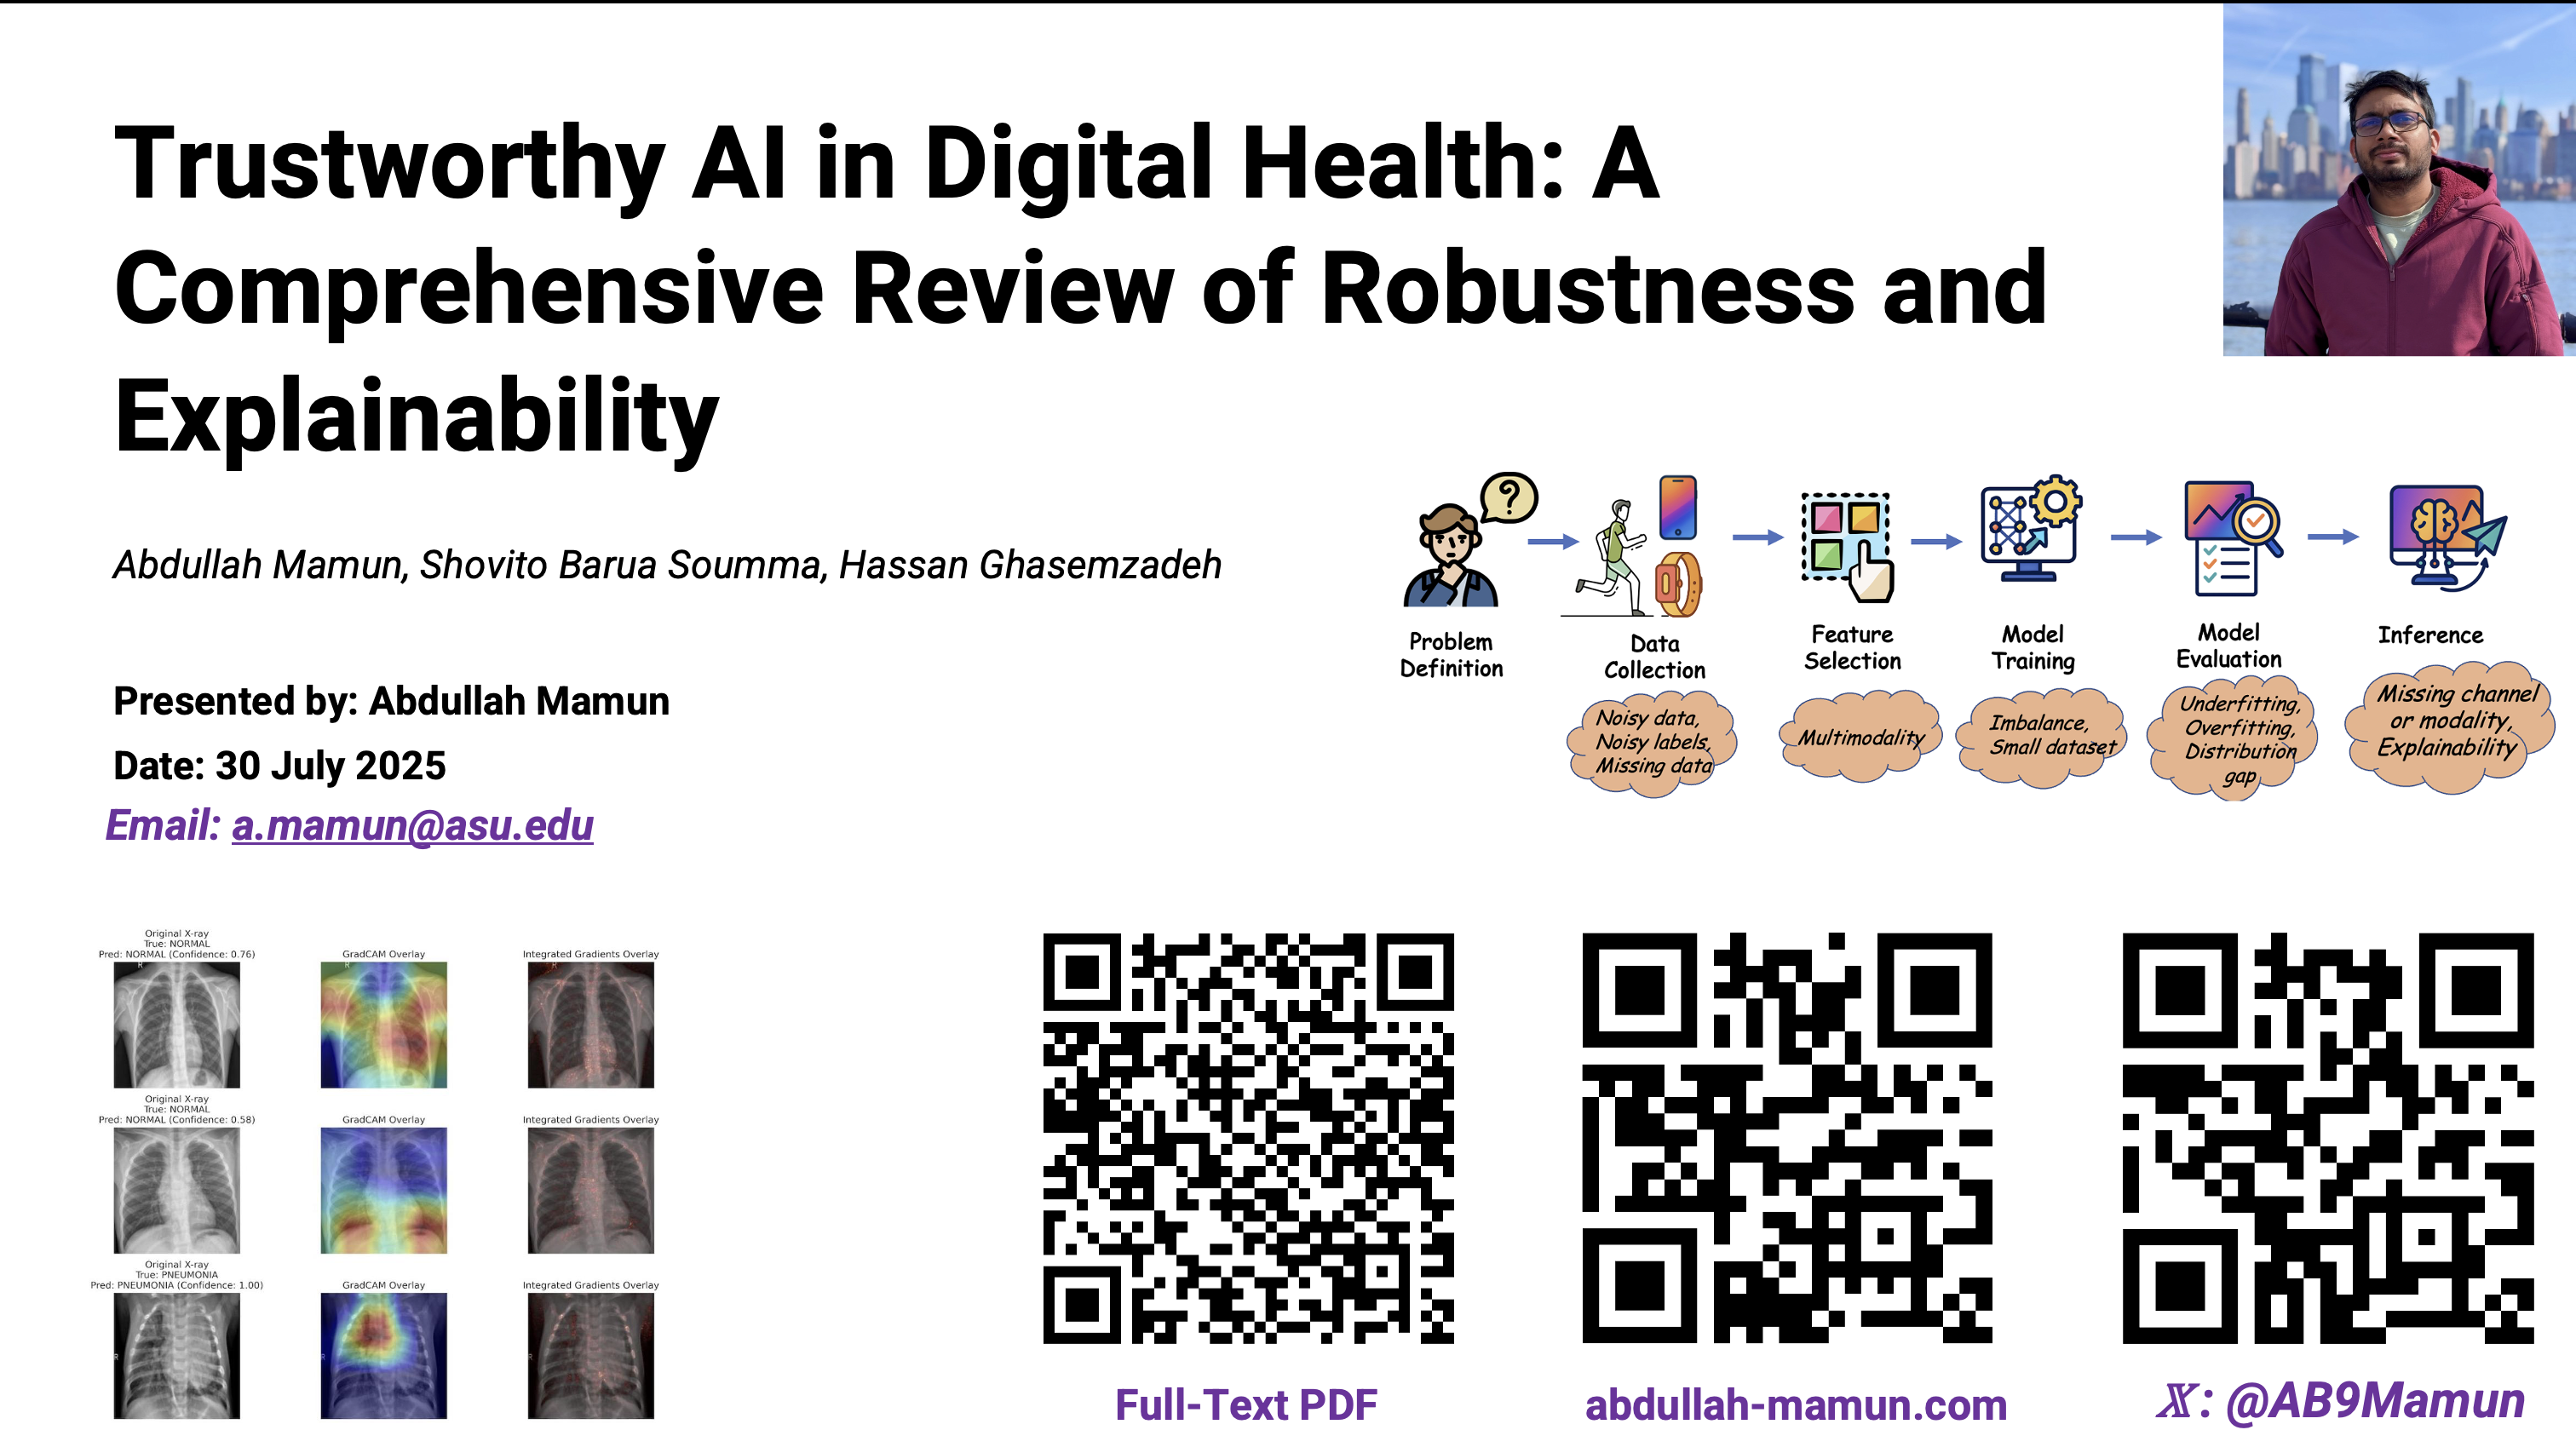 Trustworthy AI in Digital Health: A
Comprehensive Review of Robustness and
Explainability
Abdullah Mamun, Shovito Barua Soumma, Hassan Ghasemzadeh
Presented by: Abdullah Mamun
Date: 30 July 2025
Email: a.mamun@asu.edu
?
Problem
Definition
Data
Collection
Noisy data,
Noisy labels,
Missing data
Feature
Selection
Multimodality
Model
Training
Imbalance,
Small dataset
Model
Evaluation
Underfitting,
Overfitting,
Distribution
gap
Inference
Missing channel
or modality,
Explainability
Original X-ray
True: NORMAL
Pred: NORMAL (Confidence: 0.76)
GradCAM Overlay
Integrated Gradients Overlay
R
R
R
Original X-ray
True: NORMAL
Pred: NORMAL (Confidence: 0.58)
GradCAM Overlay
Integrated Gradients Overlay
Original X-ray
True: PNEUMONIA
Pred: PNEUMONIA (Confidence: 1.00)
GradCAM Overlay
Integrated Gradients Overlay
Full-Text PDF
abdullah-mamun.com
𝕏: @AB9Mamun